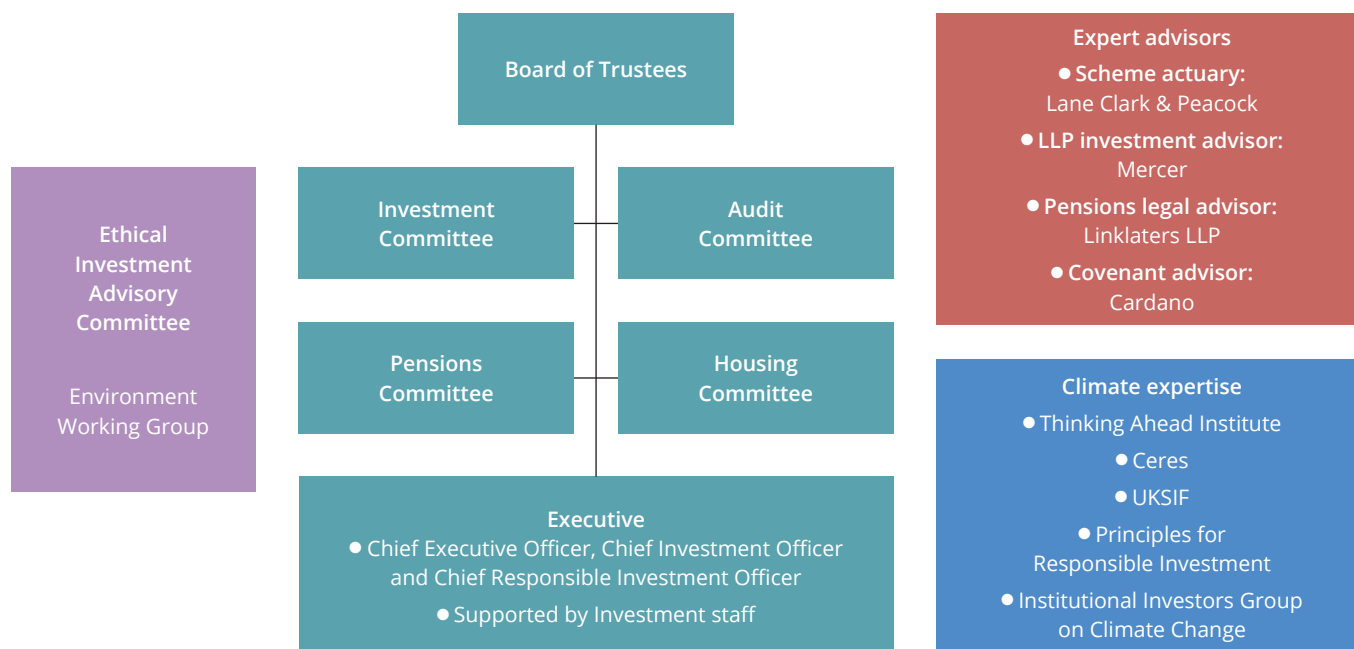 Board of Trustees
Ethical
Investment
Advisory
Committee
Environment
Working Group
Investment
Committee
Audit
Committee
Pensions
Committee
Housing
Committee
Executive
● Chief Executive Officer, Chief Investment Officer
and Chief Responsible Investment Officer
● Supported by Investment staff
Expert advisors
● Scheme actuary:
Lane Clark & Peacock
● LLP investment advisor:
Mercer
● Pensions legal advisor:
Linklaters LLP
● Covenant advisor:
Cardano
Climate expertise
● Thinking Ahead Institute
● Ceres
● UKSIF
● Principles for
Responsible Investment
● Institutional Investors Group
on Climate Change